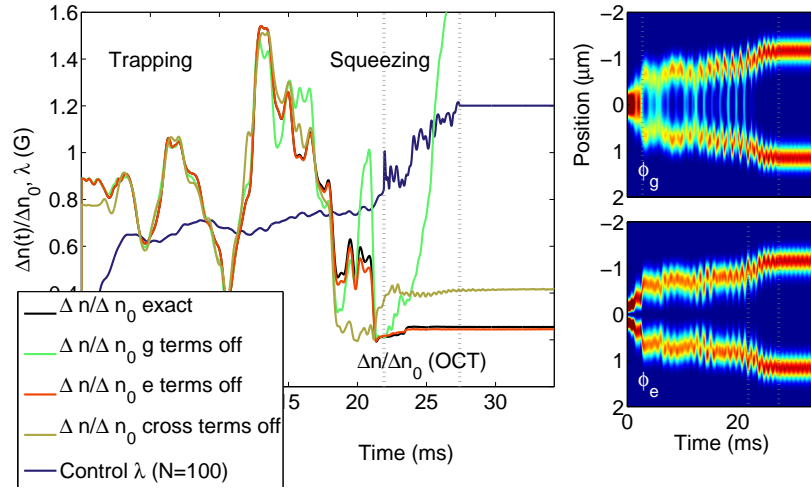 Trapping
Squeezing
1.6
1.4
1.2
1
0.8
0.6
0.4
Δn(t)/Δn0, λ (G)
Δ n/Δ n0 exact
Δ n/Δ n0 g terms off
Δ n/Δ n0 e terms off
Δ n/Δ n0 cross terms off
Control λ (N=100)
Δn/Δn0 (OCT)
15 20 25 30
Time (ms)
-2
-1
0
1
2
Position (μm)
ϕg
-2
-1
0
1
2
ϕe
0 20
Time (ms)